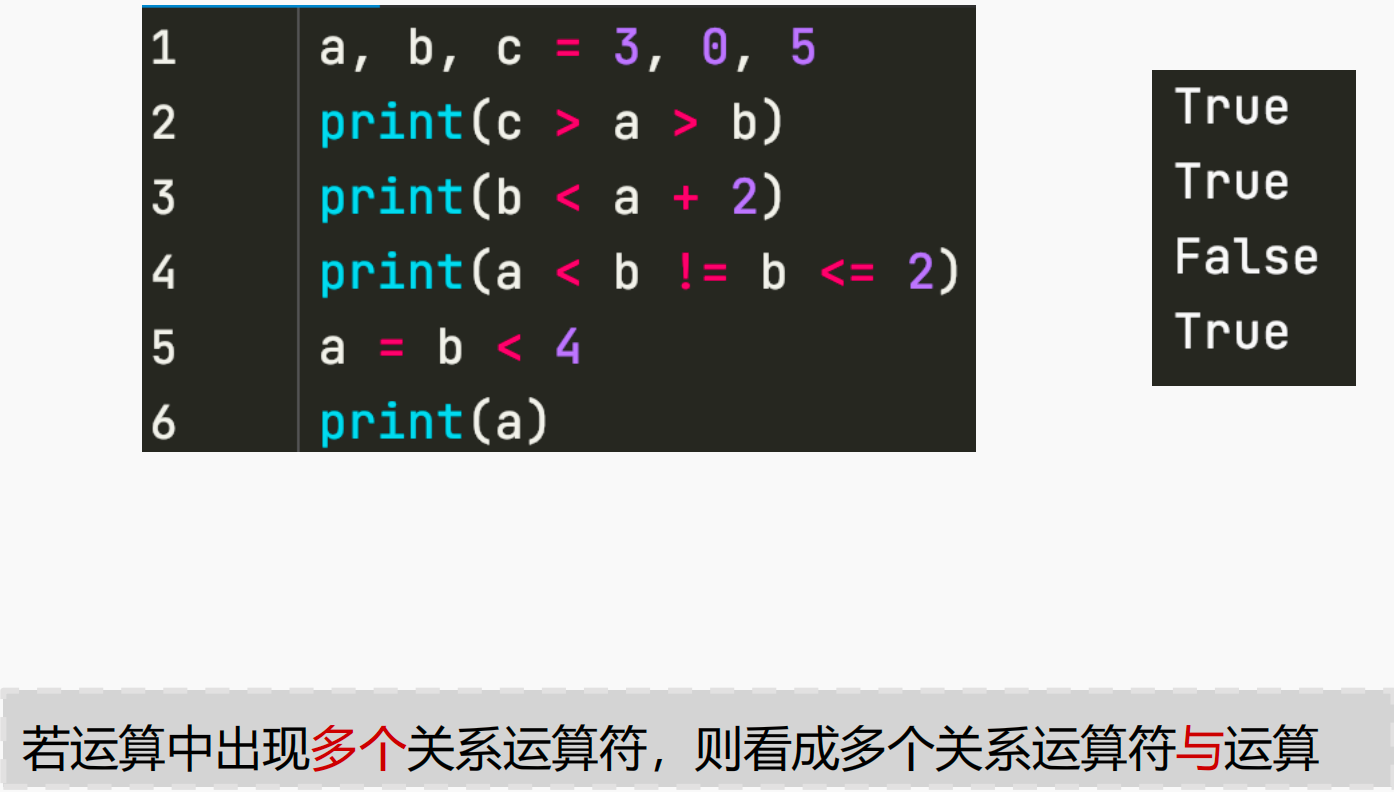 1 a, b, c = 3, 0, 5
2 print(c > a > b)
3 print(b < a + 2)
4 print(a < b != b <= 2)
5 a = b < 4
6 print(a)
True
True
False
True
若运算中出现多个关系运算符，则看成多个关系运算符与运算